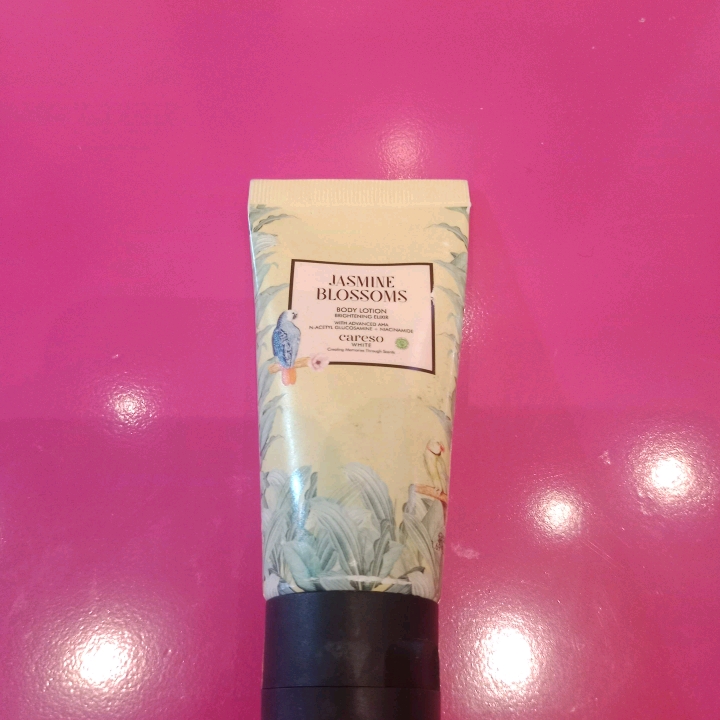 JASMINE
BLOSSOMS
BODY LOTION
BRIGHTENING ELIXIR
WITH ADVANCED AHA
N-ACETYL GLUCOSAMINE + NIACINAMIDE
careso
WHITE
Creating Memories Through Scents